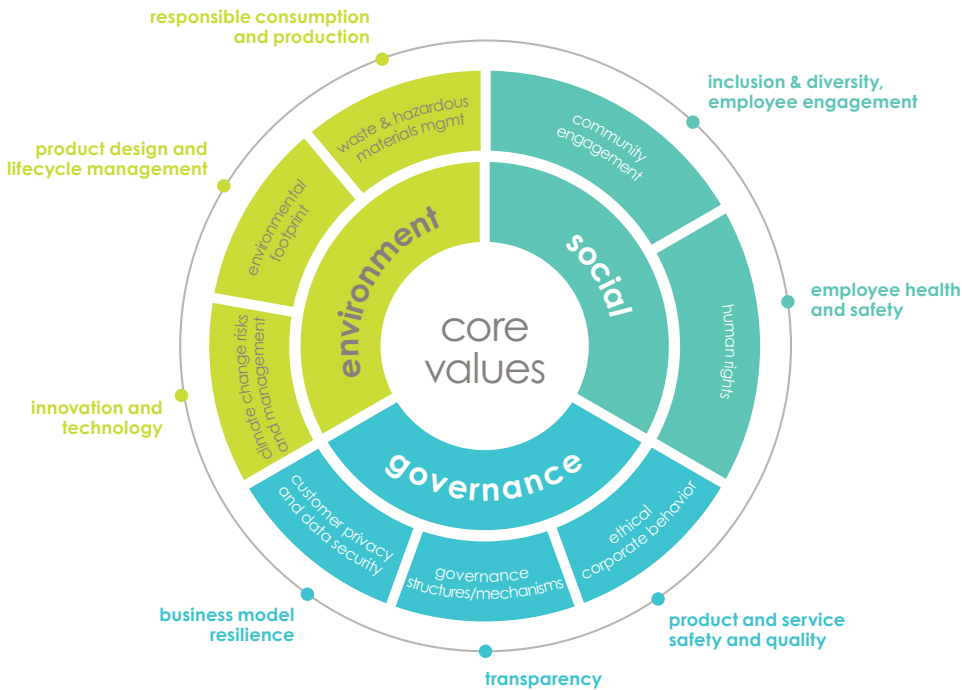 responsible consumption
and production
inclusion & diversity,
employee engagement
product design and
lifecycle management
employee health
and safety
innovation and
technology
business model
resilience
transparency
product and service
safety and quality
waste & hazardous
materials mgmt
community
engagement
environmental
footprint
human rights
climate change risks
and management
customer privacy
and data security
governance
structures/mechanisms
ethical
corporate behavior
environment
social
governance
core
values